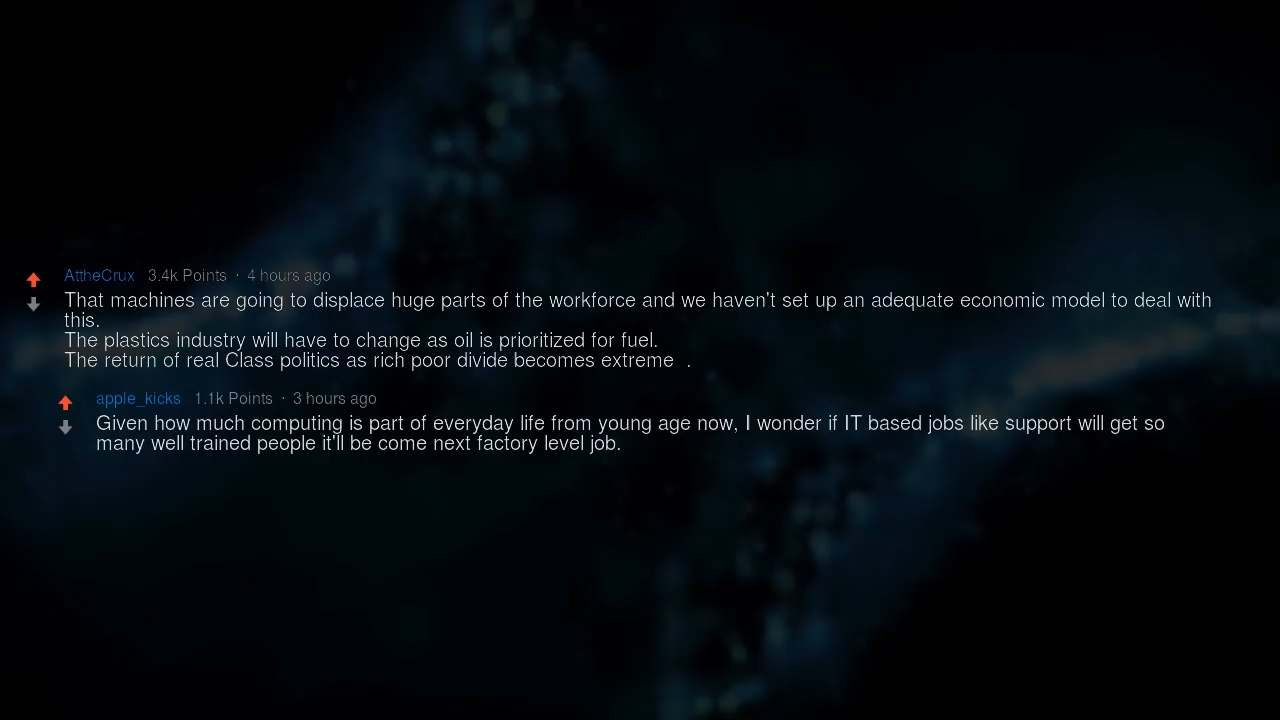 AttheCrux 3.4k Points · 4 hours ago
That machines are going to displace huge parts of the workforce and we haven't set up an adequate economic model to deal with
this.
The plastics industry will have to change as oil is prioritized for fuel.
The return of real Class politics as rich poor divide becomes extreme .
apple_kicks 1.1k Points · 3 hours ago
Given how much computing is part of everyday life from young age now, I wonder if IT based jobs like support will get so
many well trained people it'll be come next factory level job.